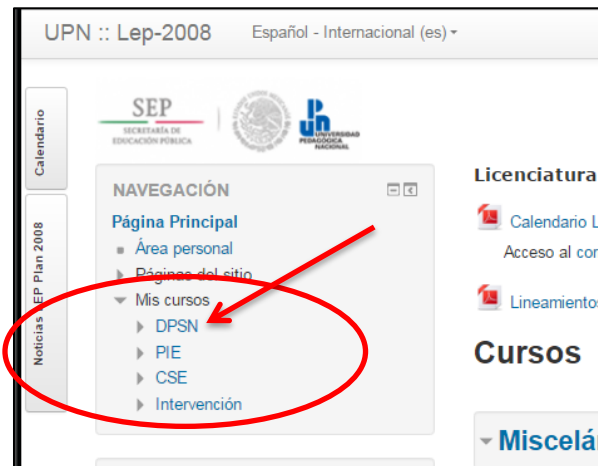 UPN :: Lep-2008
Español - Internacional (es)
Calendario
Noticias LEP Plan 2008
SEP
SECRETARÍA DE
EDUCACIÓN PÚBLICA
UNIVERSIDAD
PEDAGÓGICA
NACIONAL
NAVEGACIÓN
Página Principal
Área personal
Páginas del sitio
Mis cursos
DPSN
PIE
CSE
Intervención
Licenciatura
Calendario L
Acceso al cor
Lineamientos
Cursos
Miscelá